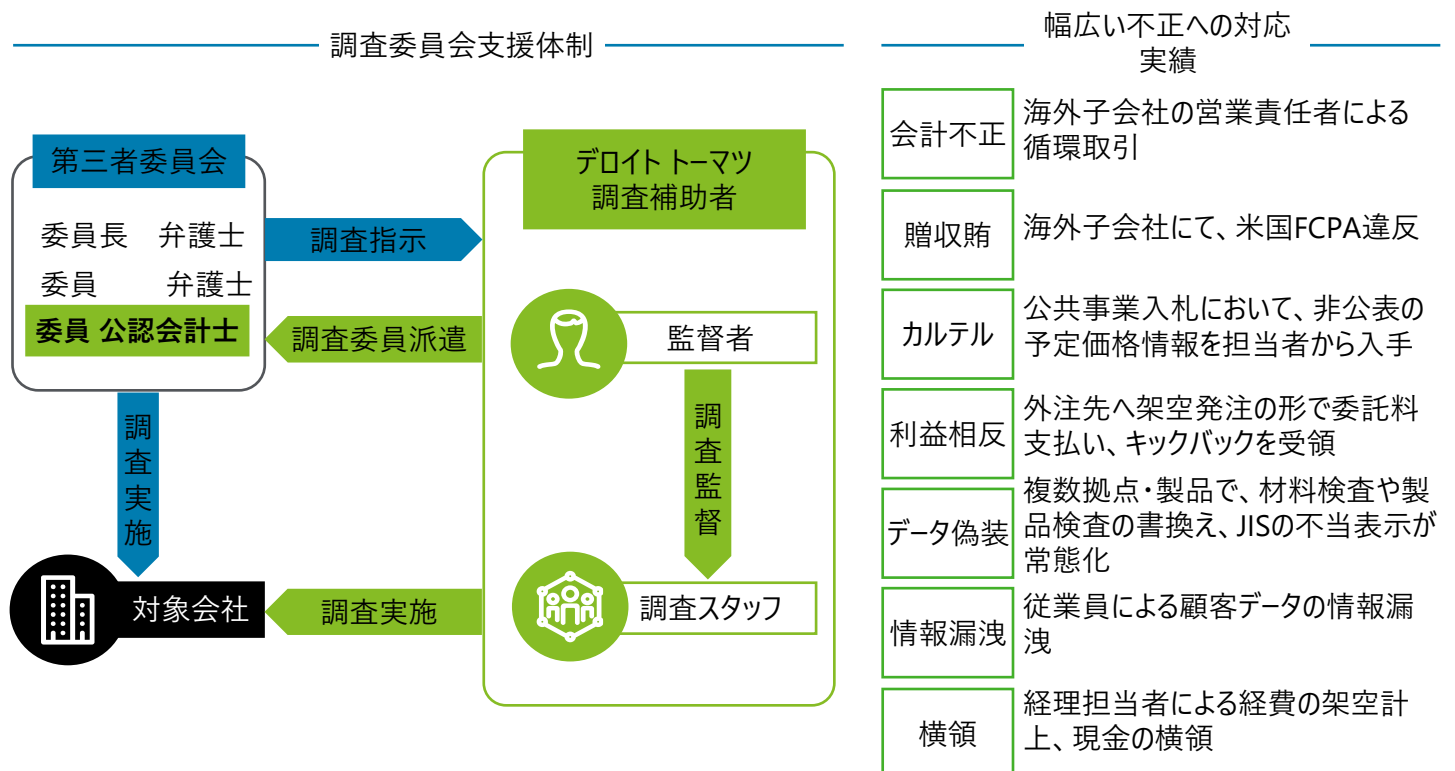 調査委員会支援体制
第三者委員会
委員長 弁護士
委員 弁護士
委員 公認会計士
調査指示
調査委員派遣
調査実施
対象会社
調査実施
デロイト トーマツ
調査補助者
監督者
調査監督
調査スタッフ
幅広い不正への対応
実績
会計不正
海外子会社の営業責任者による
循環取引
贈収賄
海外子会社にて、米国FCPA違反
カルテル
公共事業入札において、非公表の
予定価格情報を担当者から入手
利益相反
外注先へ架空発注の形で委託料
支払い、キックバックを受領
データ偽装
複数拠点・製品で、材料検査や製
品検査の書換え、JISの不当表示が
常態化
情報漏洩
従業員による顧客データの情報漏
洩
横領
経理担当者による経費の架空計
上、現金の横領